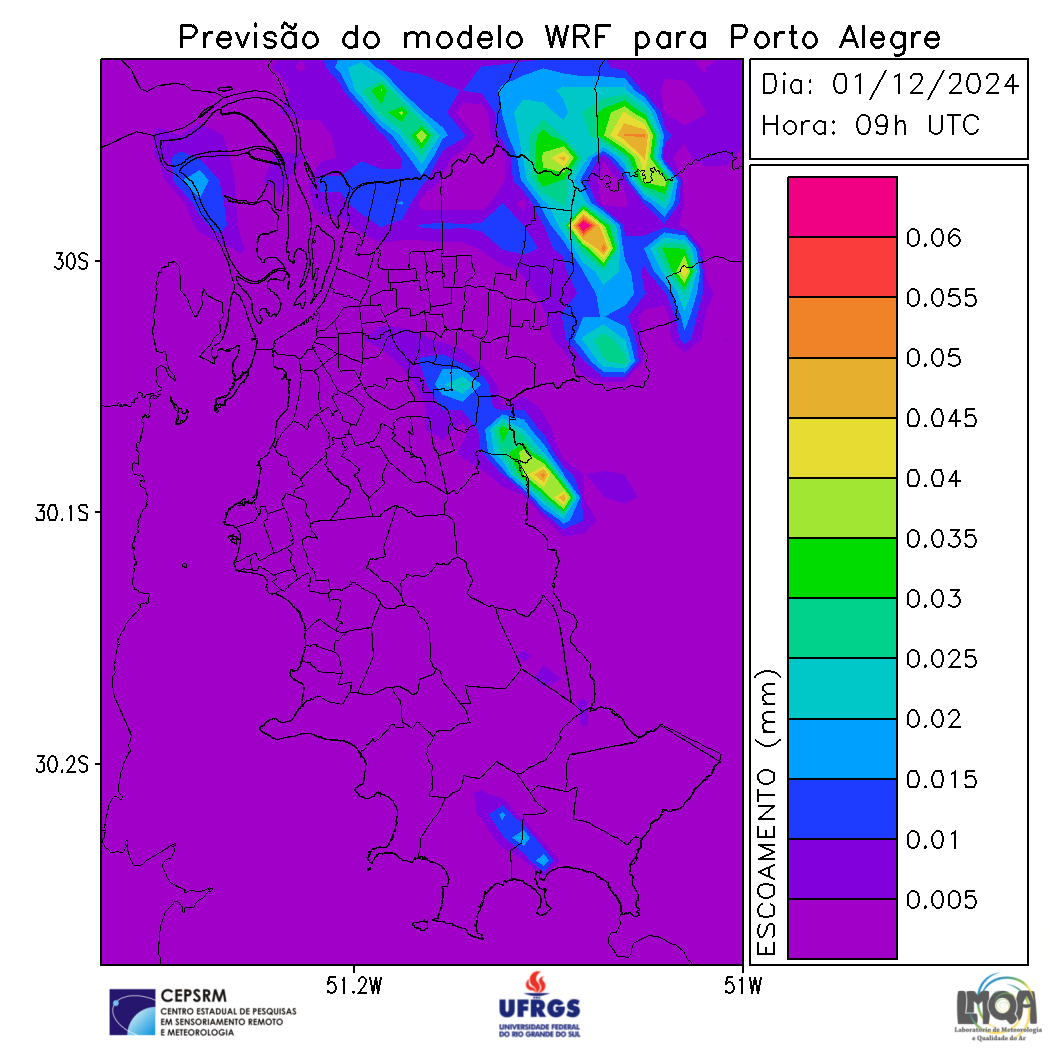 Previsão do modelo WRF para Porto Alegre
Dia: 01/12/2024
Hora: 09h UTC
0.06
0.055
0.05
0.045
0.04
0.035
0.03
0.025
0.02
0.015
0.01
0.005
ESCOAMENTO (mm)
30S
30.1S
30.2S
51.2W
51W
CEPSRM
CENTRO ESTADUAL DE PESQUISAS
EM SENSORIAMENTO REMOTO
E METEOROLOGIA
UFRGS
UNIVERSIDADE FEDERAL
DO RIO GRANDE DO SUL
LMQA
Laboratório de Meteorologia
e Qualidade do Ar